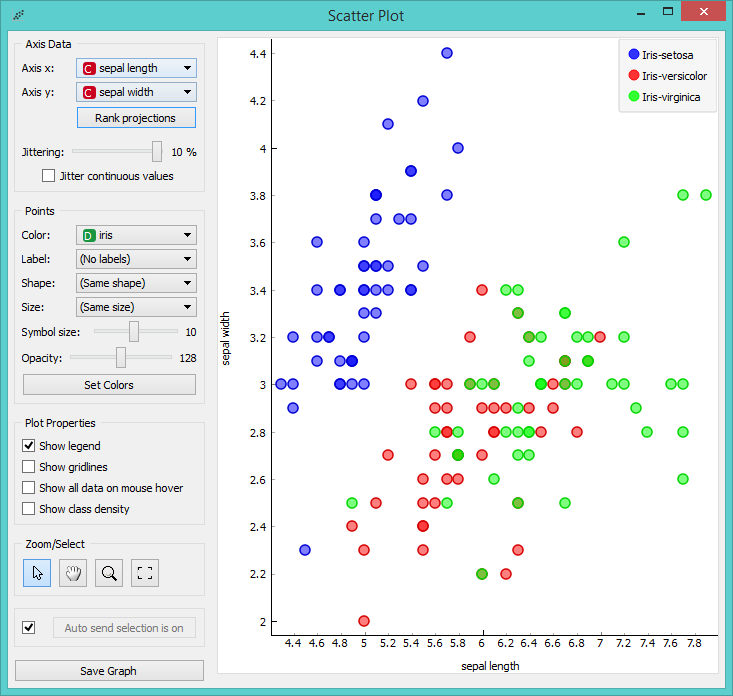 Scatter Plot
Axis Data
Axis x: C sepal length
Axis y: C sepal width
Rank projections
Jittering: 10 %
Jitter continuous values
Points
Color: D iris
Label: (No labels)
Shape: (Same shape)
Size: (Same size)
Symbol size: 10
Opacity: 128
Set Colors
Plot Properties
Show legend
Show gridlines
Show all data on mouse hover
Show class density
Zoom/Select
Auto send selection is on
Save Graph
Iris-setosa
Iris-versicolor
Iris-virginica
4.4
4.2
4
3.8
3.6
3.4
3.2
3
2.8
2.6
2.4
2.2
2
sepal width
4.4 4.6 4.8 5 5.2 5.4 5.6 5.8 6 6.2 6.4 6.6 6.8 7 7.2 7.4 7.6 7.8
sepal length